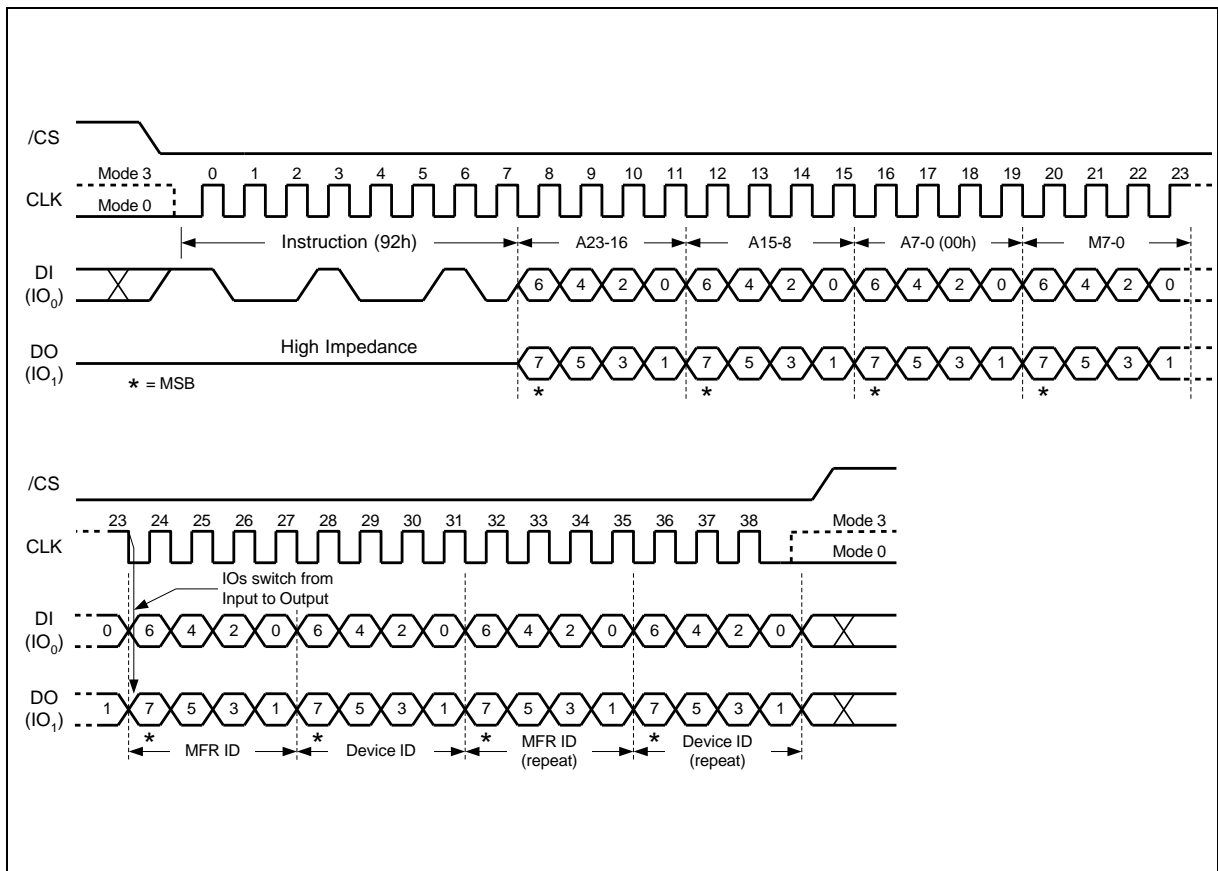 /CS
Mode 3 0 1 2 3 4 5 6 7 8 9 10 11 12 13 14 15 16 17 18 19 20 21 22 23
CLK
Mode 0
Instruction (92h) A23-16 A15-8 A7-0 (00h) M7-0
DI
(IO0) 6 4 2 0 6 4 2 0 6 4 2 0 6 4 2 0
High Impedance
DO
(IO1) 7 5 3 1 7 5 3 1 7 5 3 1 7 5 3 1
* = MSB * * * *
/CS
23 24 25 26 27 28 29 30 31 32 33 34 35 36 37 38 Mode 3
CLK
Mode 0
IOs switch from
Input to Output
DI
(IO0) 0 6 4 2 0 6 4 2 0 6 4 2 0 6 4 2 0
DO
(IO1) 1 7 5 3 1 7 5 3 1 7 5 3 1 7 5 3 1
* * * *
MFR ID Device ID MFR ID
(repeat) Device ID
(repeat)